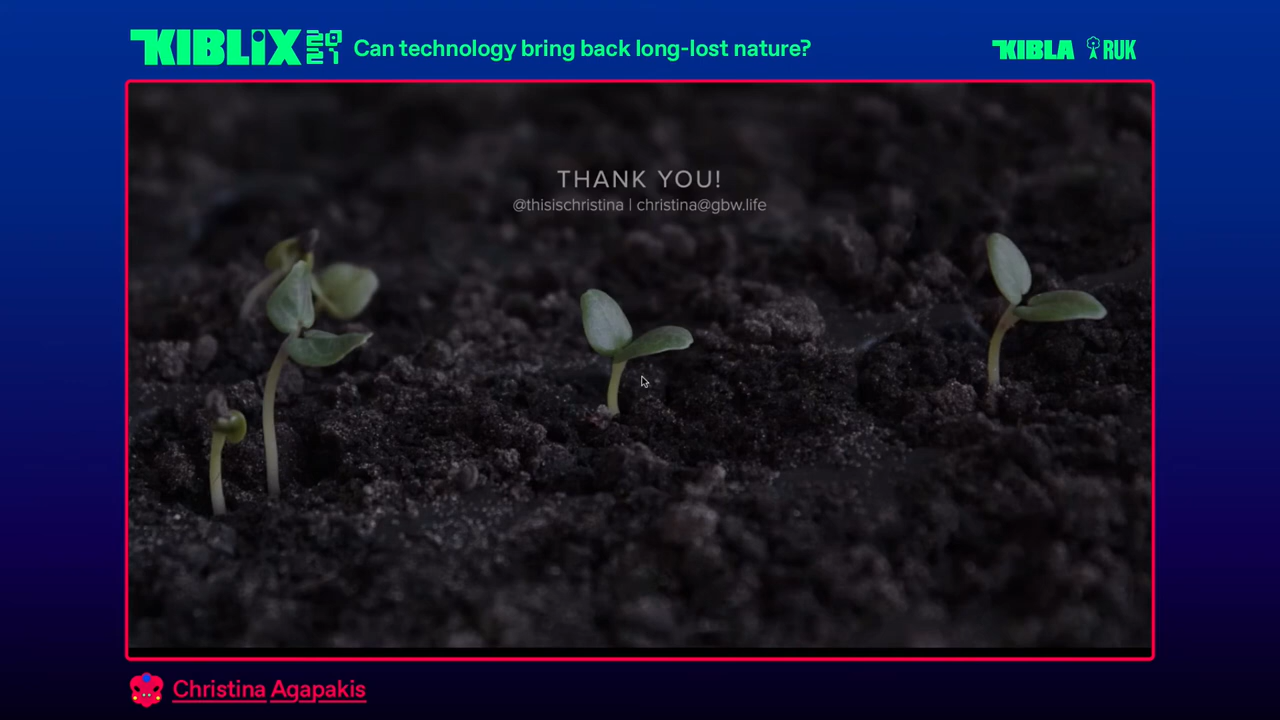 KIBLIX 2021 Can technology bring back long-lost nature? KIBLA RUK
THANK YOU!
@thisischristina | christina@gbw.life
Christina Agapakis